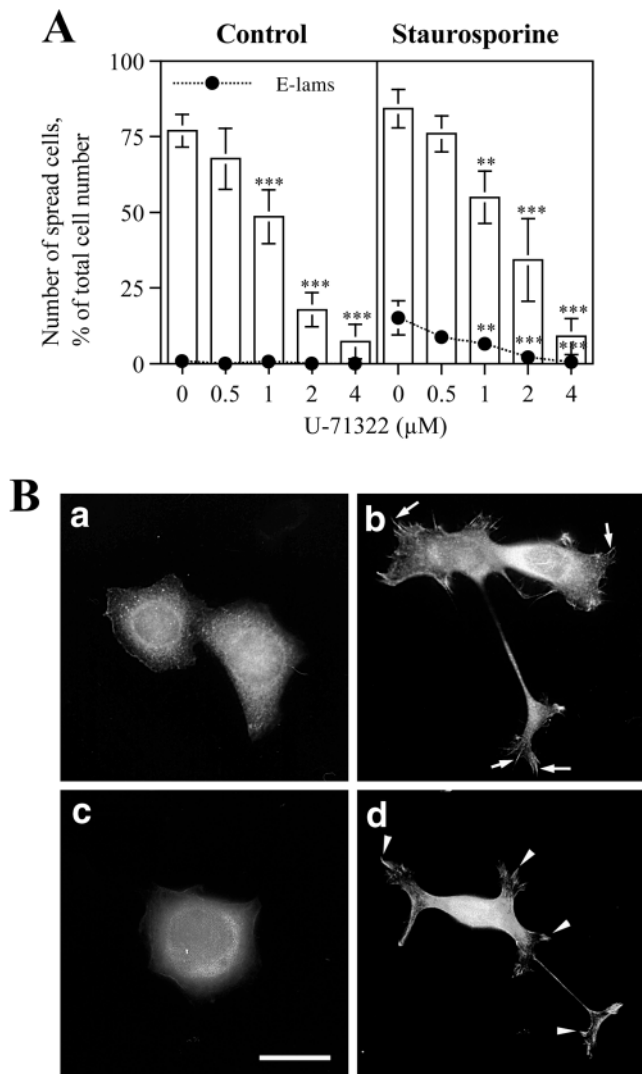 A
Control Staurosporine
100
75
50
25
0
Number of spread cells,
% of total cell number
E-lams
***
***
***
**
***
***
**
***
***
0 0.5 1 2 4 0 0.5 1 2 4
U-71322 (µM)
B
a
b
c
d